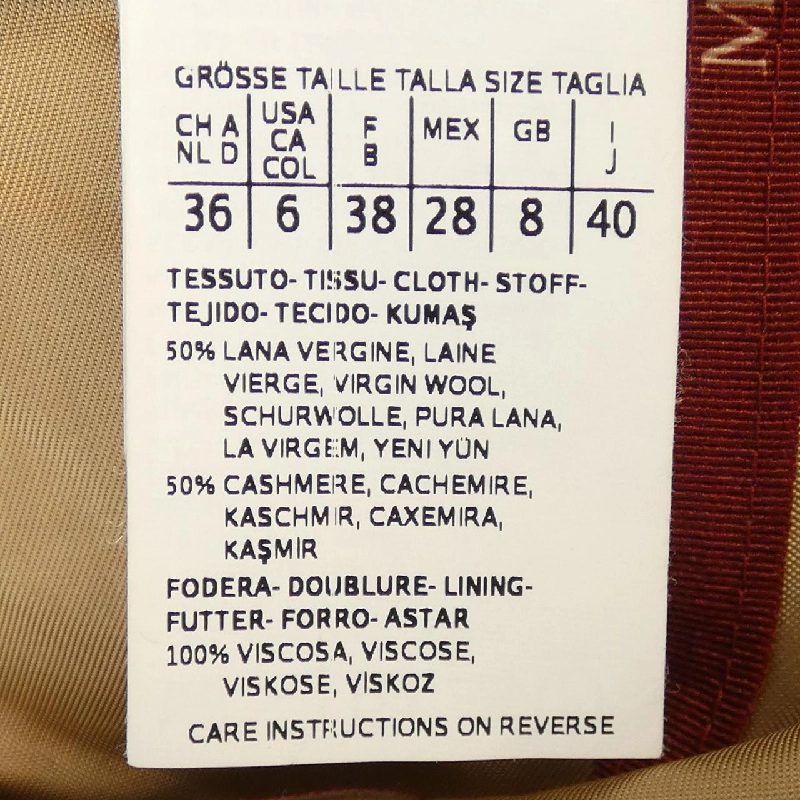 GRÖSSE TAILLE TALLA SIZE TAGLIA
CH A NL D USA CA COL F B MEX GB I J
36 6 38 28 8 40
TESSUTO- TISSU- CLOTH- STOFF-
TEJIDO- TECIDO- KUMAŞ
50% LANA VERGINE, LAINE
VIERGE, VIRGIN WOOL,
SCHURWOLLE, PURA LANA,
LA VIRGEM, YENI YÜN
50% CASHMERE, CACHEMIRE,
KASCHMIR, CAXEMIRA,
KAŞMİR
FODERA- DOUBLURE- LINING-
FUTTER- FORRO- ASTAR
100% VISCOSA, VISCOSE,
VISKOSE, VİSKOZ
CARE INSTRUCTIONS ON REVERSE